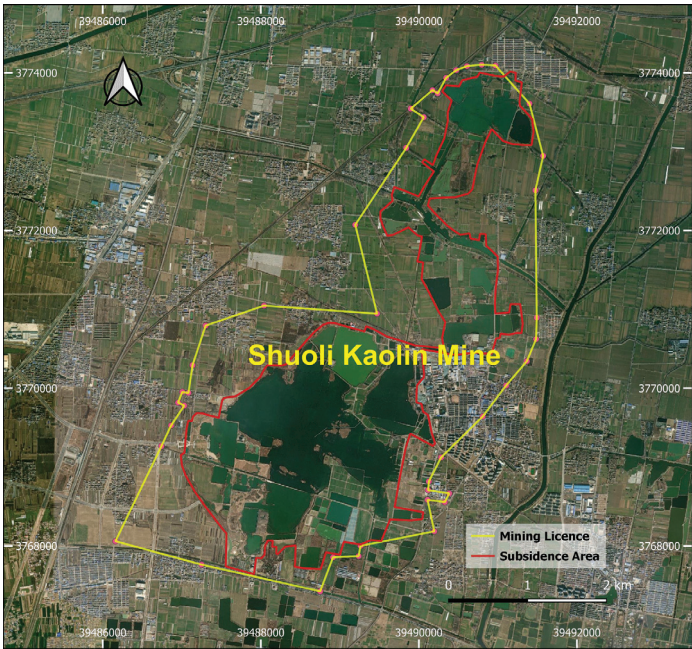 39486000 39488000 39490000 39492000
3774000 3774000
3772000 3772000
Shuoli Kaolin Mine
3770000 3770000
Mining Licence
Subsidence Area
3768000 3768000
0 1 2 km
39486000 39488000 39490000 39492000